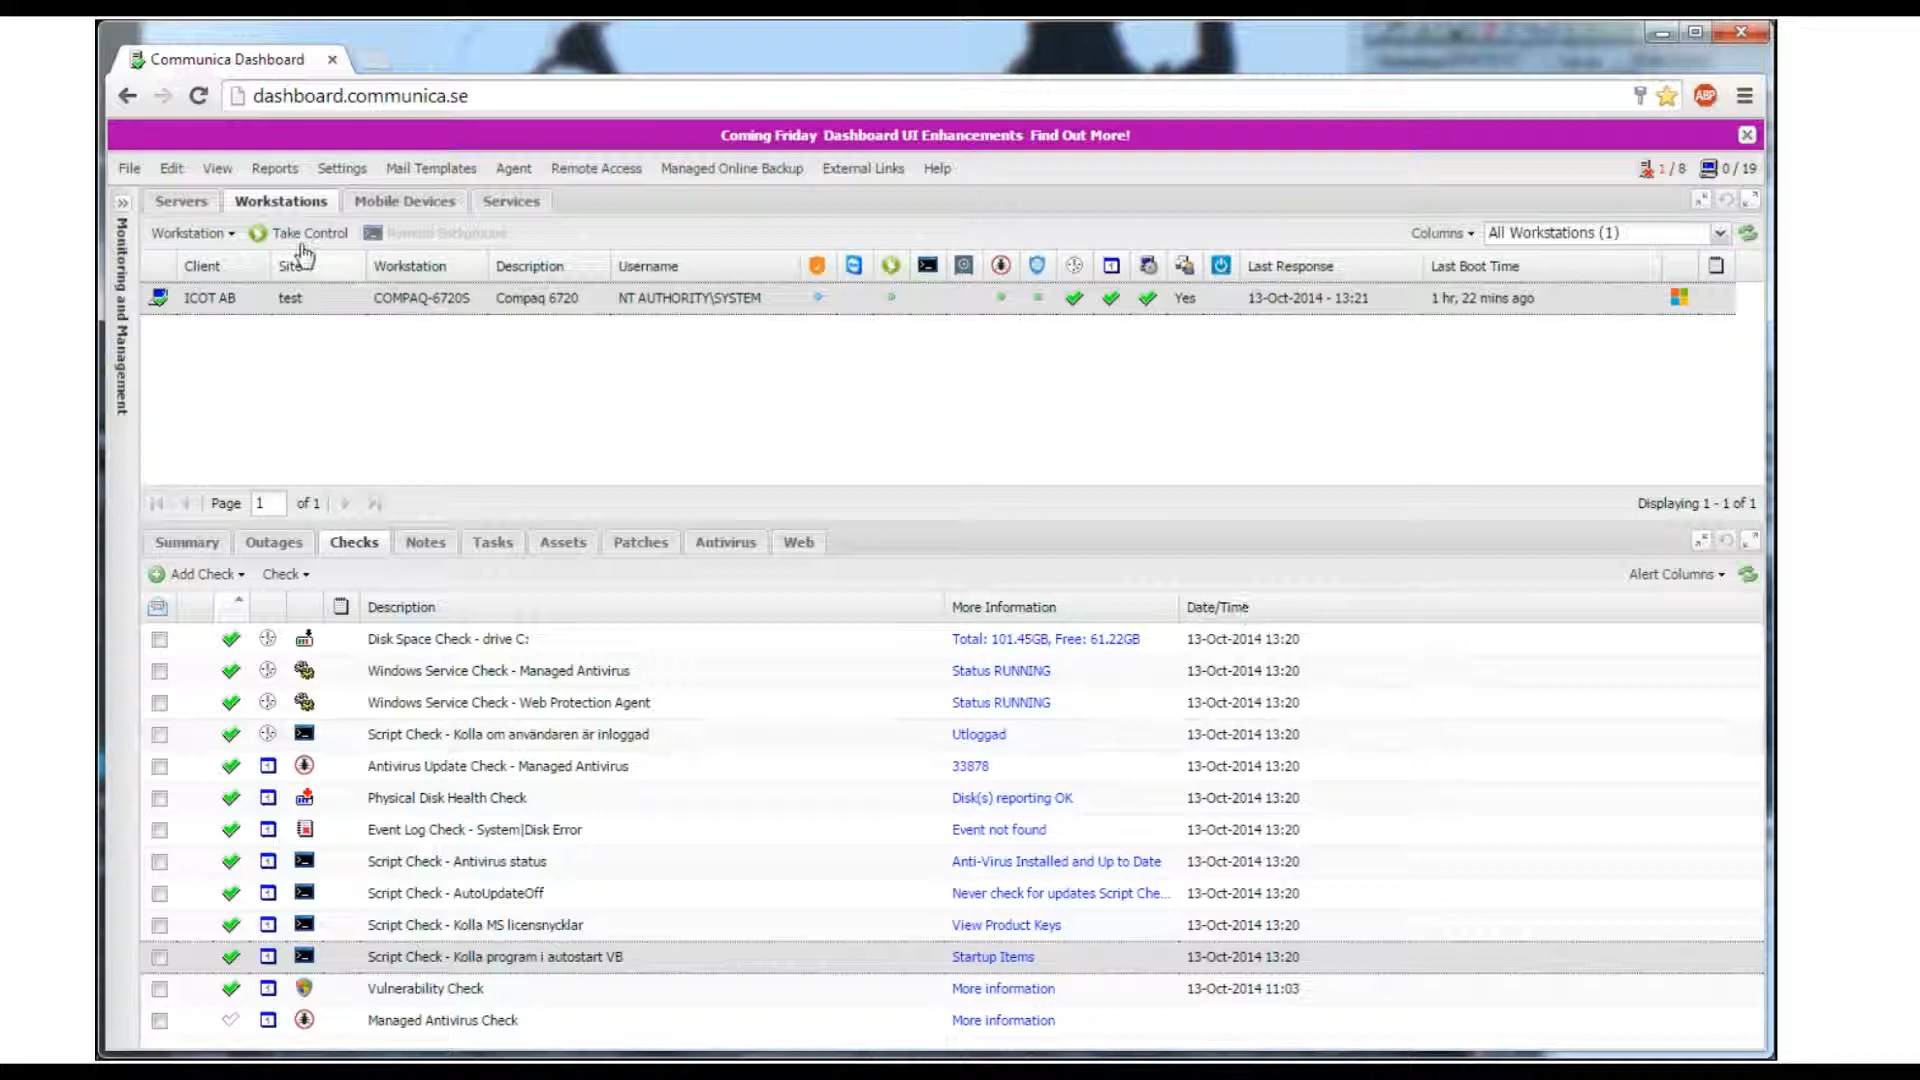 Communica Dashboard
dashboard.communica.se
ABP
Coming Friday Dashboard UI Enhancements Find Out More!
File Edit View Reports Settings Mail Templates Agent Remote Access Managed Online Backup External Links Help 1 / 8 0 / 19
Servers Workstations Mobile Devices Services
Workstation Take Control Remote Background Columns All Workstations (1)
Client Site Workstation Description Username Last Response Last Boot Time
ICOT AB test COMPAQ-6720S Compaq 6720 NT AUTHORITY\SYSTEM Yes 13-Oct-2014 - 13:21 1 hr, 22 mins ago
Monitoring and Management
Page 1 of 1 Displaying 1 - 1 of 1
Summary Outages Checks Notes Tasks Assets Patches Antivirus Web
Add Check Check Alert Columns
Description More Information Date/Time
Disk Space Check - drive C: Total: 101.45GB, Free: 61.22GB 13-Oct-2014 13:20
Windows Service Check - Managed Antivirus Status RUNNING 13-Oct-2014 13:20
Windows Service Check - Web Protection Agent Status RUNNING 13-Oct-2014 13:20
Script Check - Kolla om användaren är inloggad Utloggad 13-Oct-2014 13:20
Antivirus Update Check - Managed Antivirus 33878 13-Oct-2014 13:20
Physical Disk Health Check Disk(s) reporting OK 13-Oct-2014 13:20
Event Log Check - System|Disk Error Event not found 13-Oct-2014 13:20
Script Check - Antivirus status Anti-Virus Installed and Up to Date 13-Oct-2014 13:20
Script Check - AutoUpdateOff Never check for updates Script Che... 13-Oct-2014 13:20
Script Check - Kolla MS licensnycklar View Product Keys 13-Oct-2014 13:20
Script Check - Kolla program i autostart VB Startup Items 13-Oct-2014 13:20
Vulnerability Check More information 13-Oct-2014 11:03
Managed Antivirus Check More information